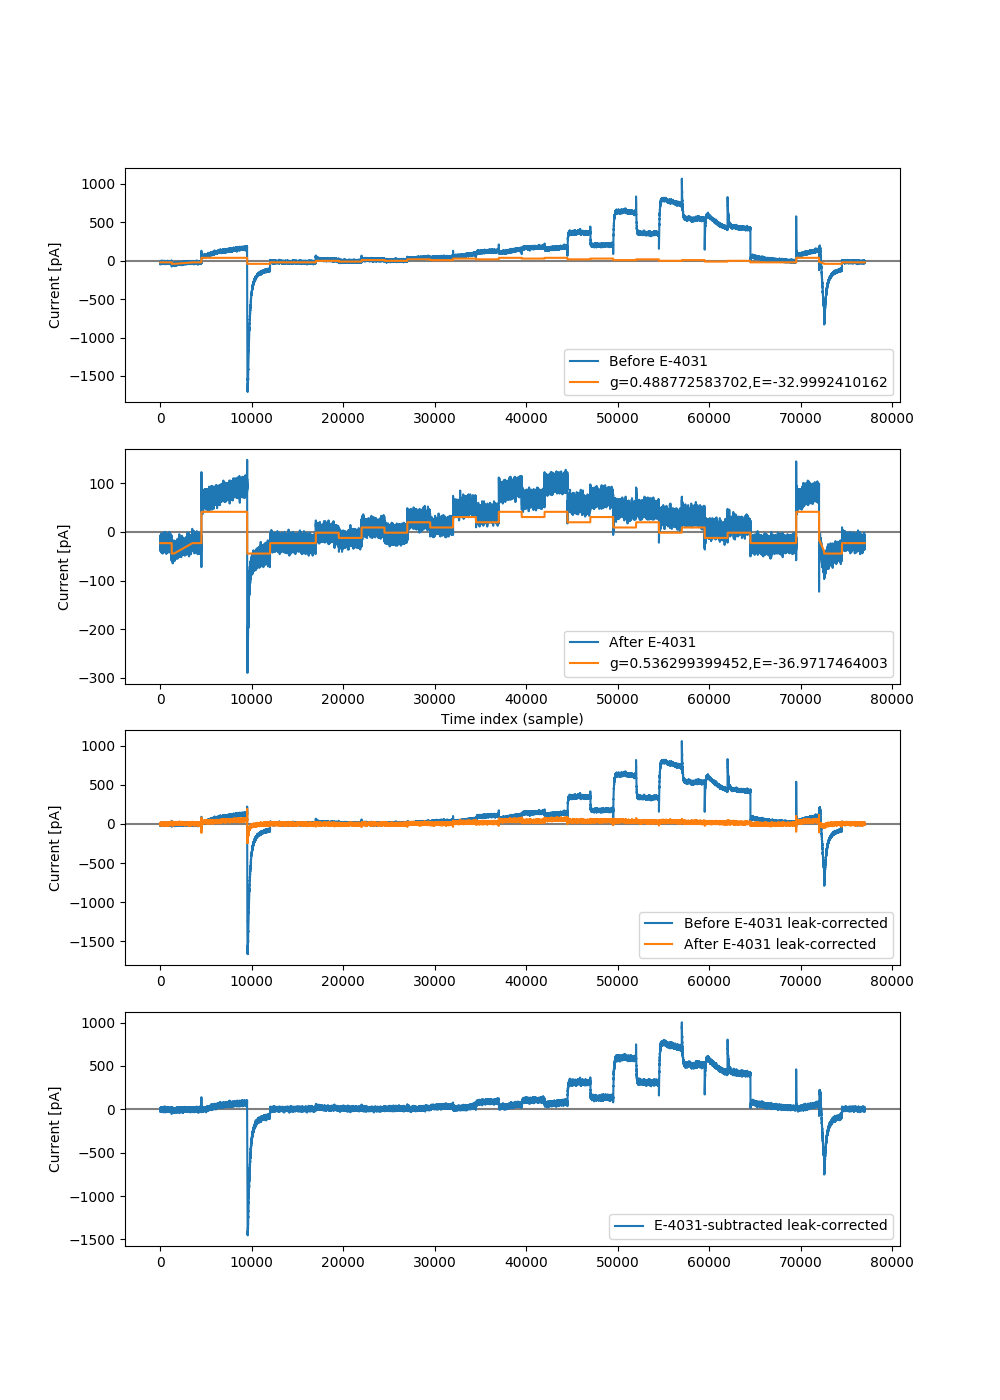 1000
500
0
−500
−1000
−1500
Current [pA]
Before E-4031
g=0.488772583702,E=-32.9992410162
0 10000 20000 30000 40000 50000 60000 70000 80000
100
0
−100
−200
−300
Current [pA]
After E-4031
g=0.536299399452,E=-36.9717464003
0 10000 20000 30000 40000 50000 60000 70000 80000
Time index (sample)
1000
500
0
−500
−1000
−1500
Current [pA]
Before E-4031 leak-corrected
After E-4031 leak-corrected
0 10000 20000 30000 40000 50000 60000 70000 80000
1000
500
0
−500
−1000
−1500
Current [pA]
E-4031-subtracted leak-corrected
0 10000 20000 30000 40000 50000 60000 70000 80000